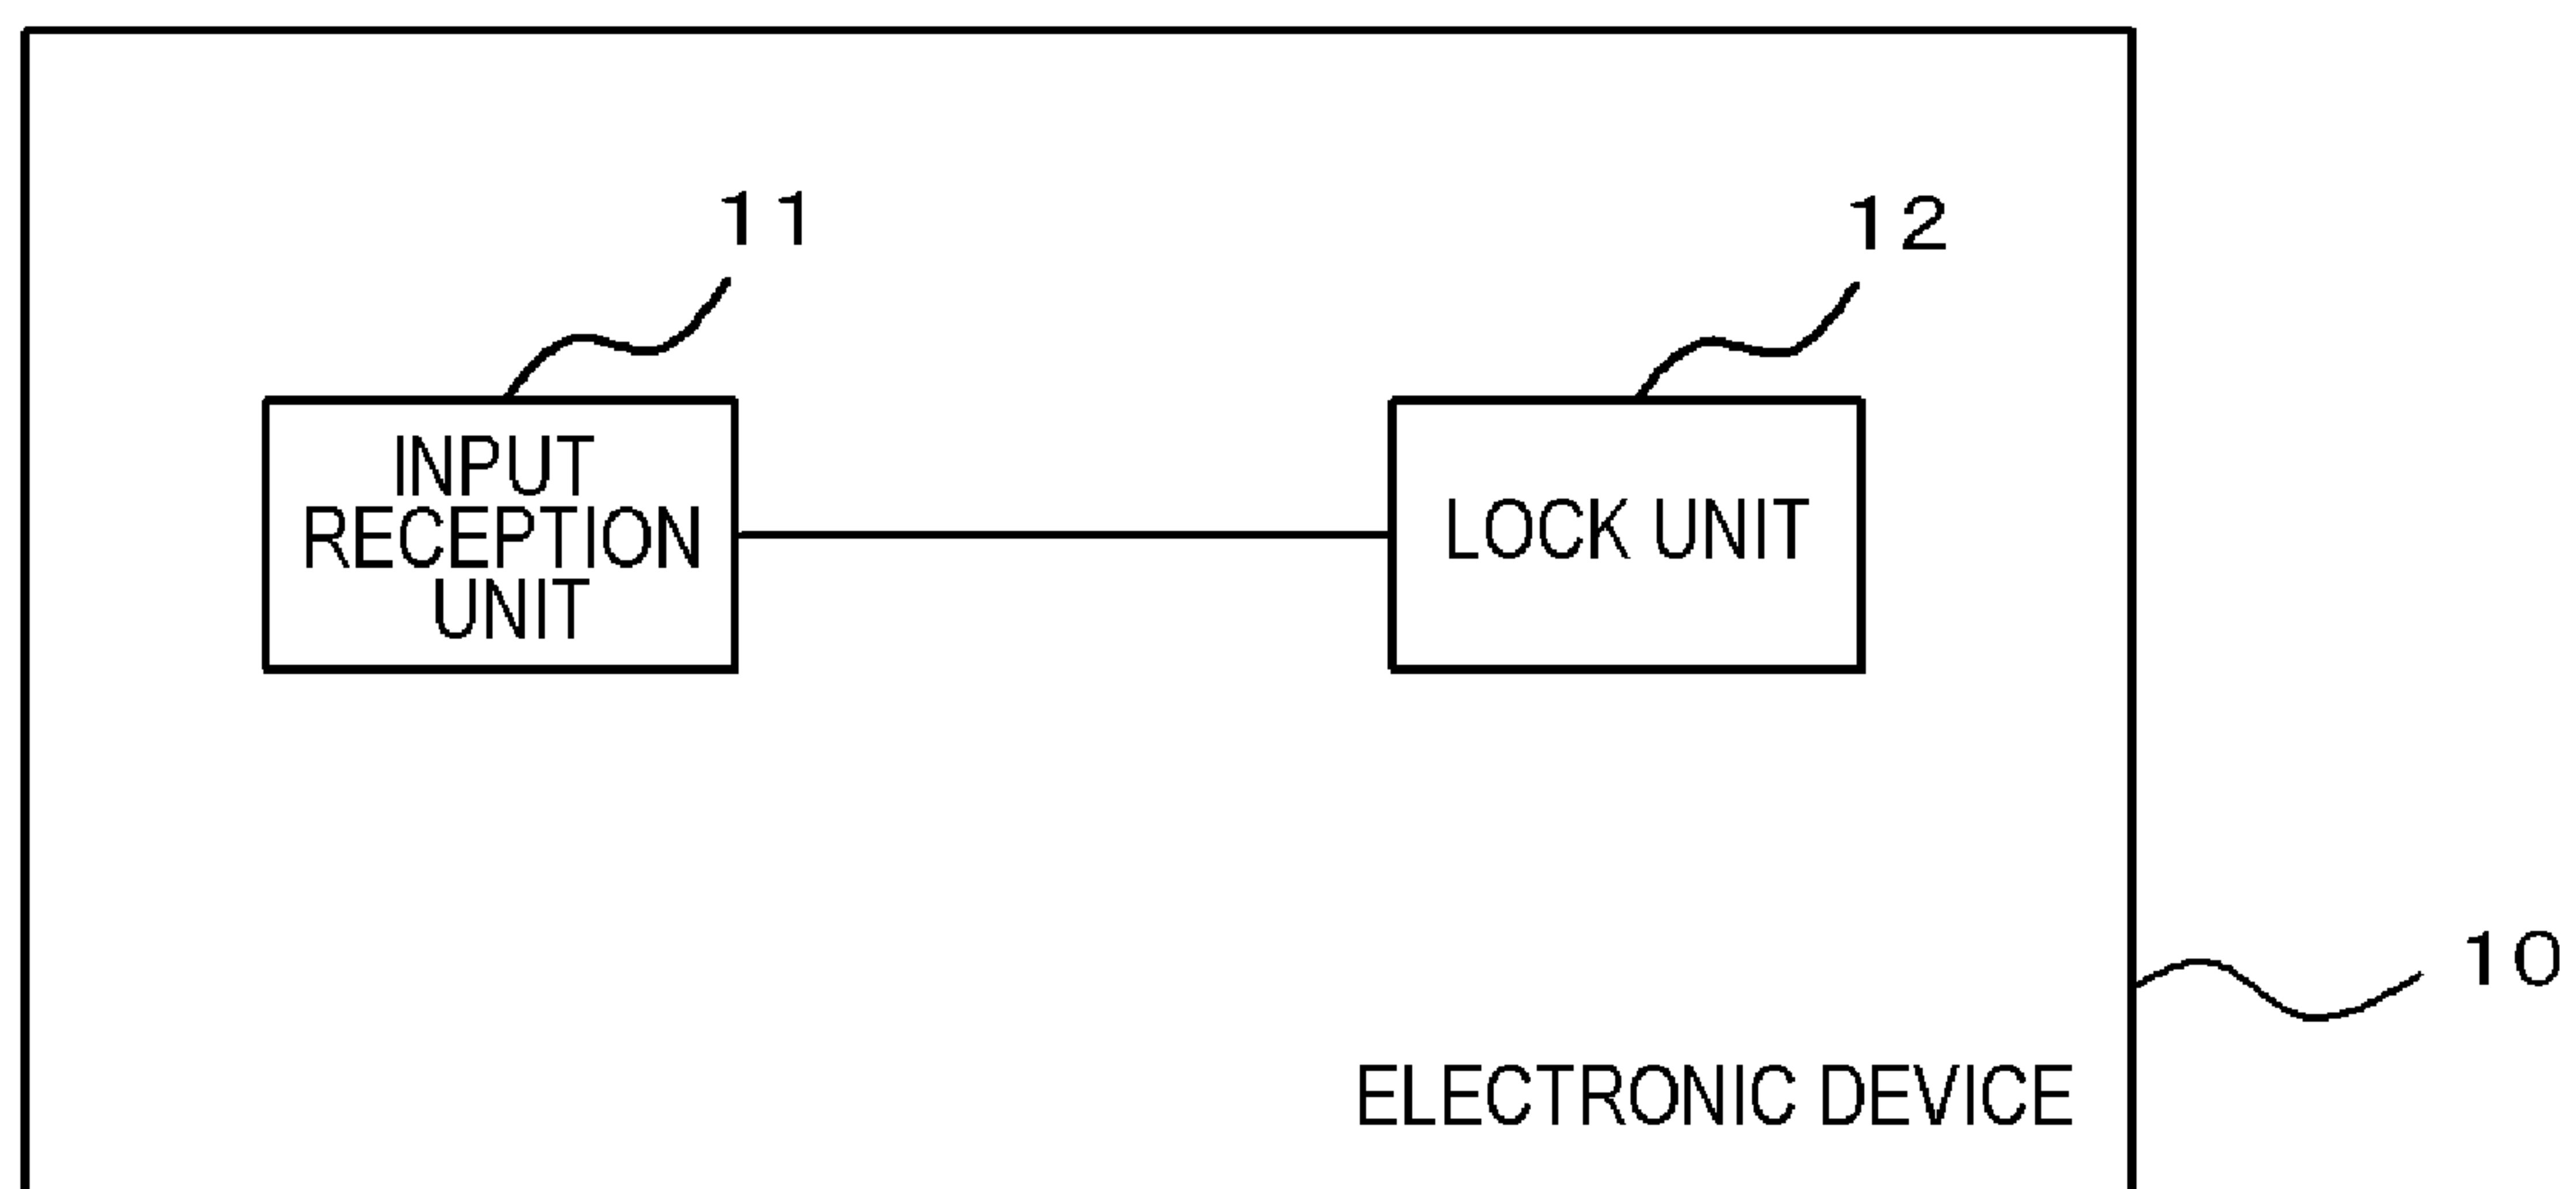 11
12
INPUT
RECEPTION
UNIT
LOCK UNIT
10
ELECTRONIC DEVICE